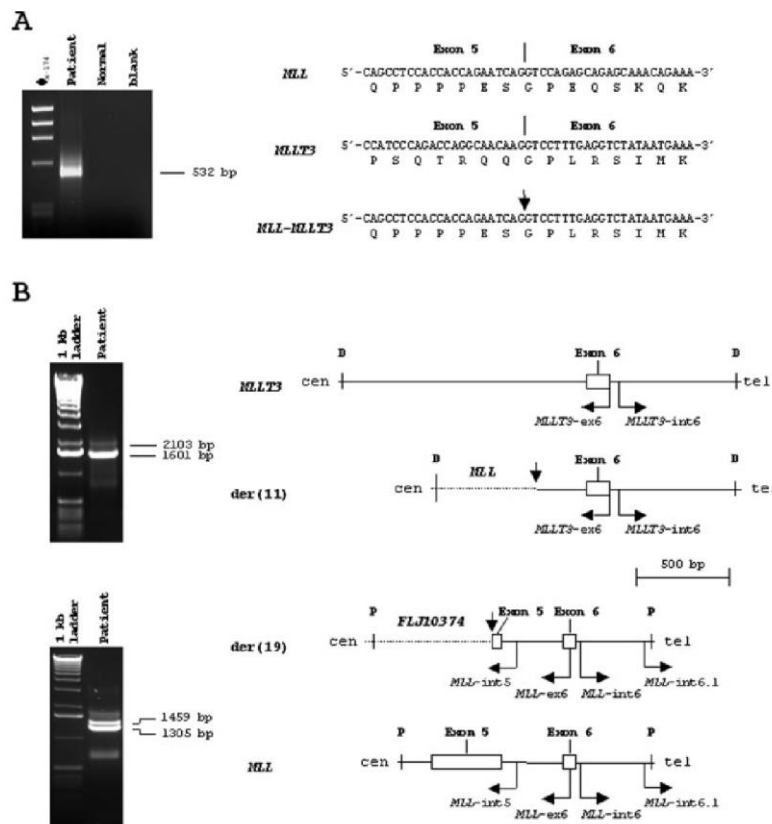 A
Φx-174
Patient
Normal
blank
532 bp
Exon 5 Exon 6
MLL 5′-CAGCCTCCACCACCAGAATCAGGTCCAGAGCAGAGCAAACAGAAA-3′
Q P P P P E S G P E Q S K Q K
Exon 5 Exon 6
MLLT3 5′-CCATCCCAGACCAGGCAACAAGGTCCTTTGAGGTCTATAATGAAA-3′
P S Q T R Q Q G P L R S I M K
MLL-MLLT3 5′-CAGCCTCCACCACCAGAATCAGGTCCTTTGAGGTCTATAATGAAA-3′
Q P P P P E S G P L R S I M K
B
1 kb ladder
Patient
2103 bp
1601 bp
D Exon 6 D
MLLT3 cen tel
MLLT3-ex6 MLLT3-int6
D MLL Exon 6 D
der(11) cen tel
MLLT3-ex6 MLLT3-int6
500 bp
1 kb ladder
Patient
1459 bp
1305 bp
P FLJ10374 Exon 5 Exon 6 P
der(19) cen tel
MLL-int5 MLL-ex6 MLL-int6 MLL-int6.1
P Exon 5 Exon 6 P
MLL cen tel
MLL-int5 MLL-ex6 MLL-int6 MLL-int6.1